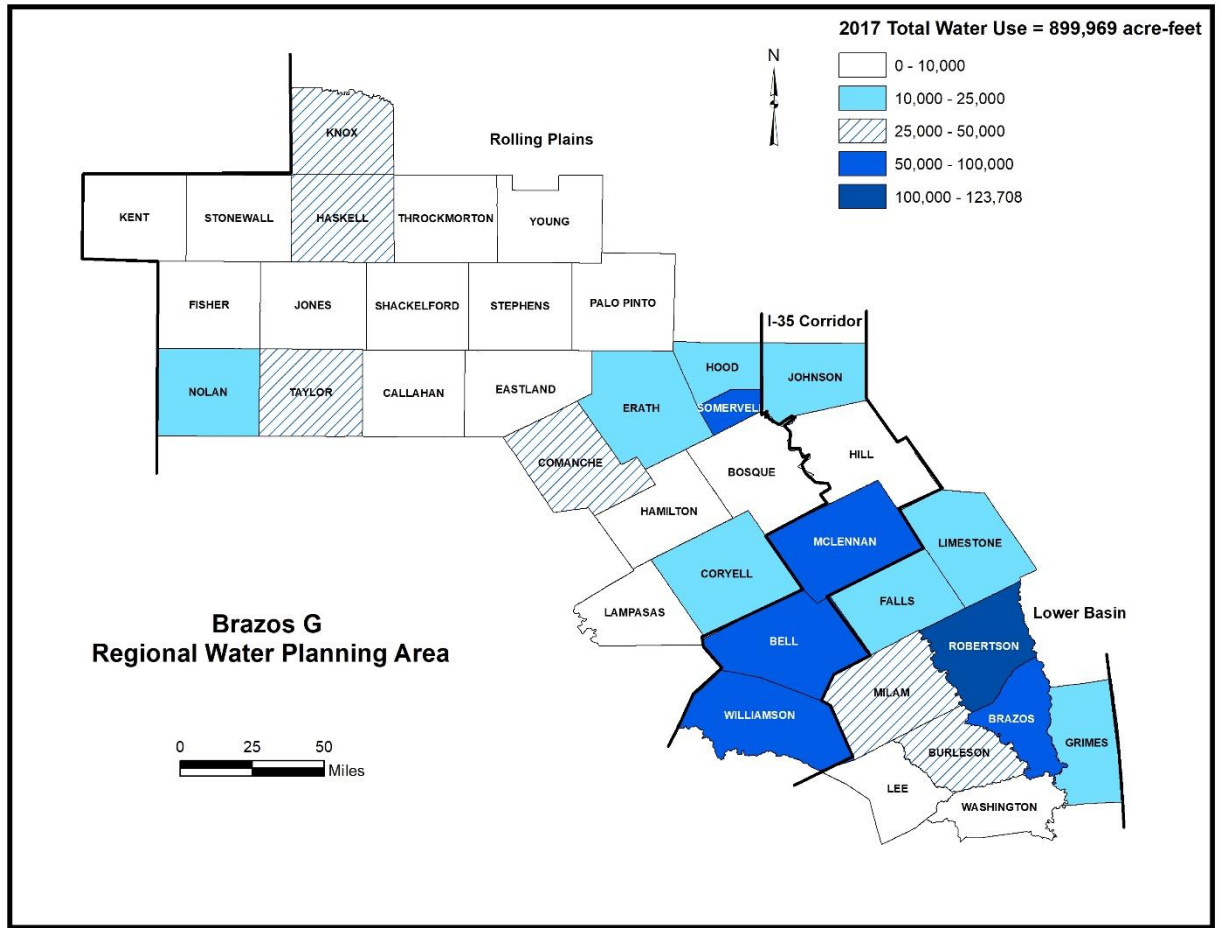 2017 Total Water Use = 899,969 acre-feet
N
0 - 10,000
10,000 - 25,000
25,000 - 50,000
50,000 - 100,000
100,000 - 123,708
KNOX
Rolling Plains
KENT
STONEWALL
HASKELL
THROCKMORTON
YOUNG
FISHER
JONES
SHACKELFORD
STEPHENS
PALO PINTO
I-35 Corridor
NOLAN
TAYLOR
CALLAHAN
EASTLAND
ERATH
HOOD
JOHNSON
SOMERVELL
COMANCHE
BOSQUE
HILL
HAMILTON
MCLENNAN
LIMESTONE
CORYELL
FALLS
LAMPASAS
Lower Basin
Brazos G
Regional Water Planning Area
BELL
ROBERTSON
MILAM
WILLIAMSON
BRAZOS
GRIMES
BURLESON
LEE
WASHINGTON
0 25 50
Miles